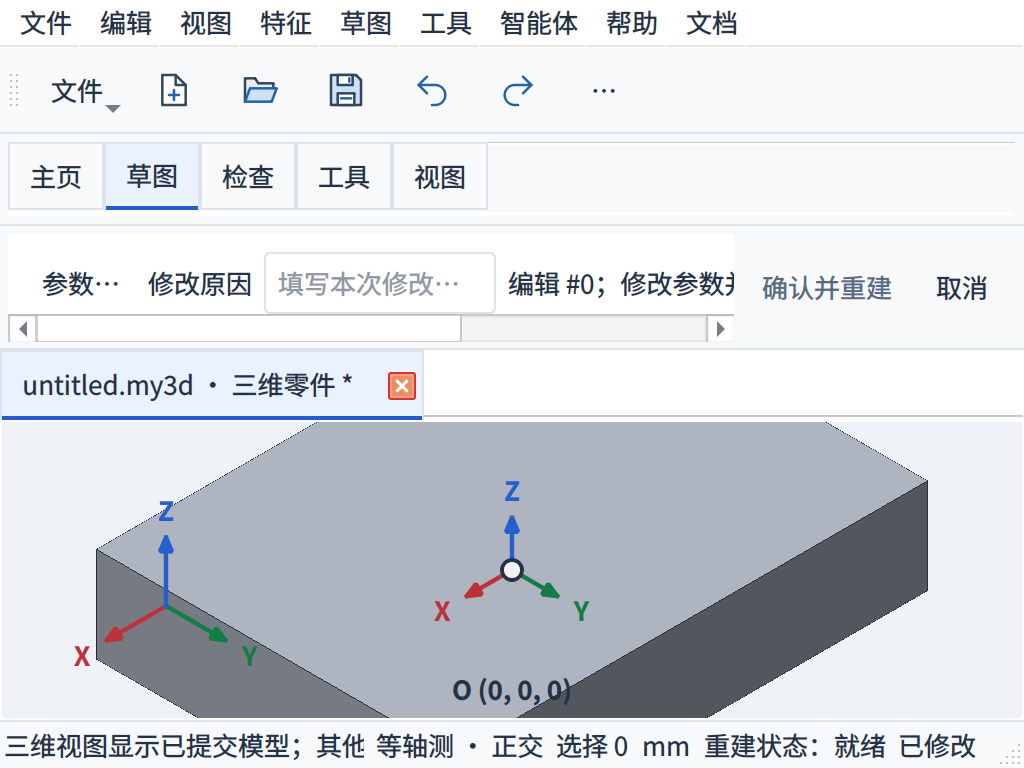 文件 编辑 视图 特征 草图 工具 智能体 帮助 文档
文件 ···
主页 草图 检查 工具 视图
参数··· 修改原因 填写本次修改··· 编辑 #0；修改参数 确认并重建 取消
untitled.my3d · 三维零件 *
Z
Z
X Y
X Y
O (0, 0, 0)
三维视图显示已提交模型；其他 等轴测 · 正交 选择 0 mm 重建状态：就绪 已修改